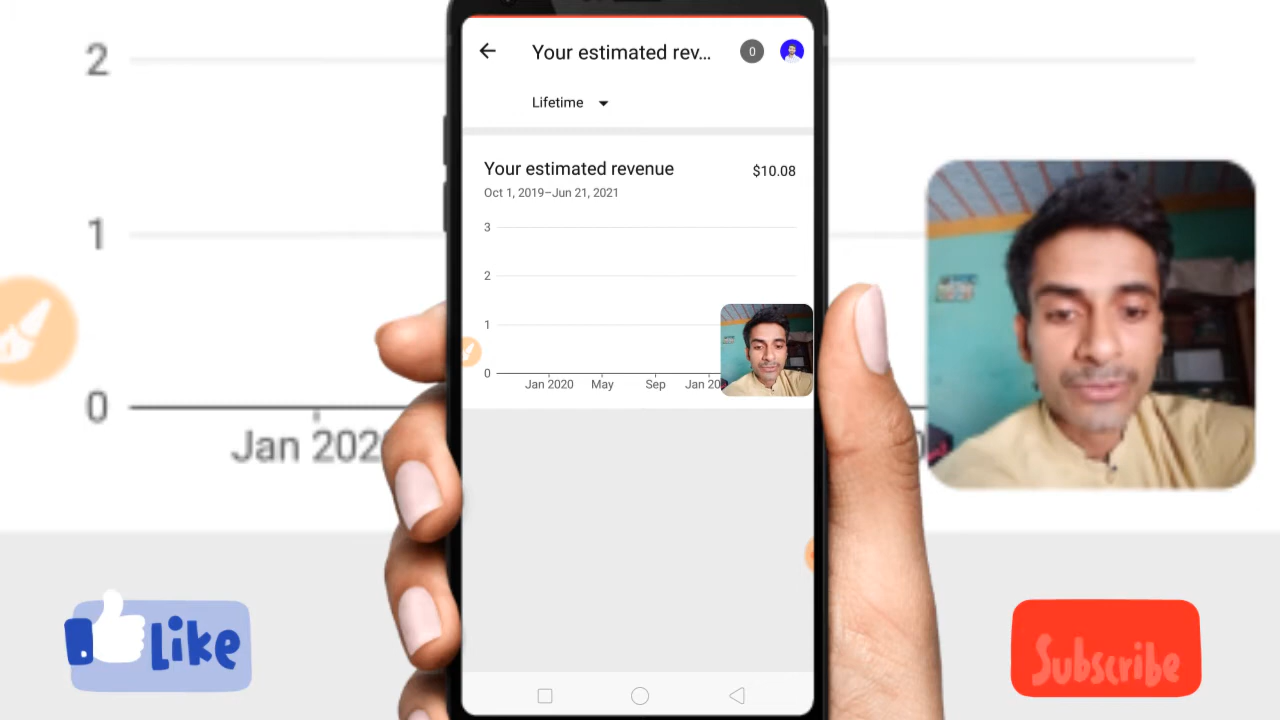 2
1
0
Jan 202
Your estimated rev...
0
Lifetime
Your estimated revenue
$10.08
Oct 1, 2019–Jun 21, 2021
3
2
1
0
Jan 2020 May Sep Jan 20
0
Like
Subscribe